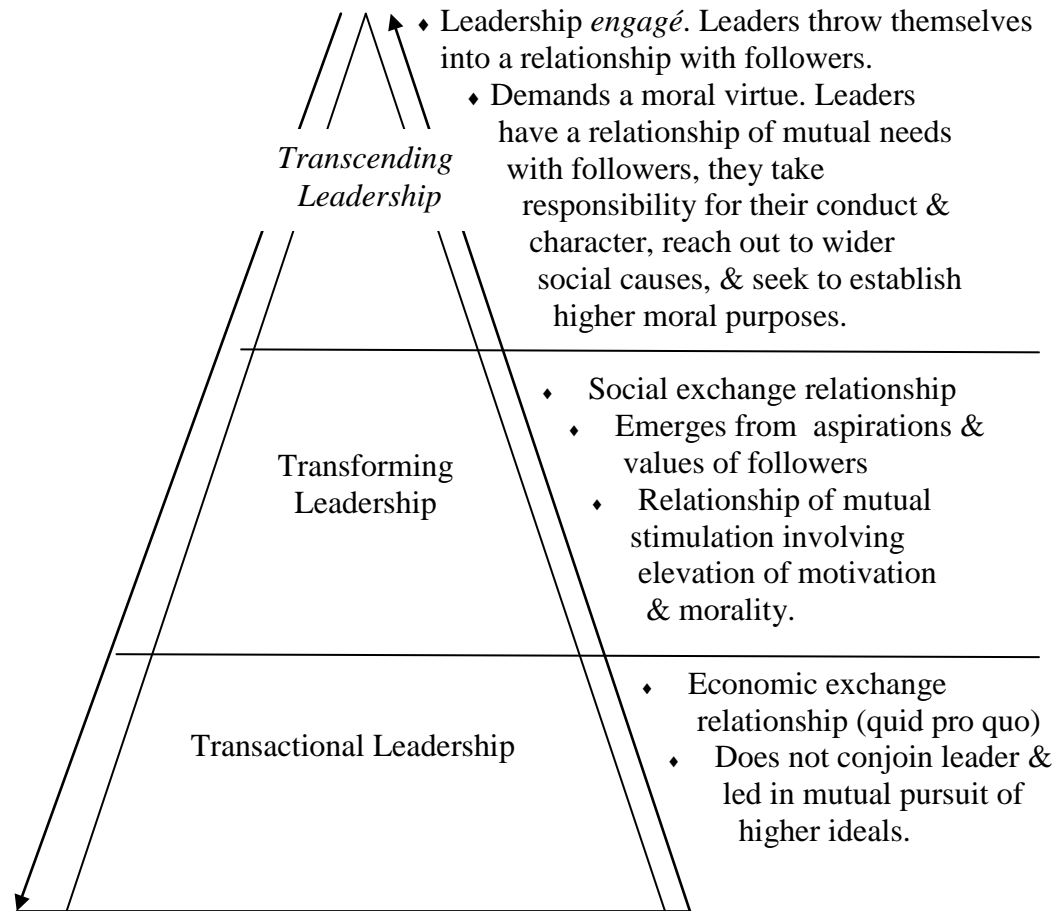 ♦ Leadership engagé. Leaders throw themselves
into a relationship with followers.
♦ Demands a moral virtue. Leaders
have a relationship of mutual needs
with followers, they take
responsibility for their conduct &
character, reach out to wider
social causes, & seek to establish
higher moral purposes.
Transcending
Leadership
♦ Social exchange relationship
♦ Emerges from aspirations &
values of followers
♦ Relationship of mutual
stimulation involving
elevation of motivation
& morality.
Transforming
Leadership
♦ Economic exchange
relationship (quid pro quo)
♦ Does not conjoin leader &
led in mutual pursuit of
higher ideals.
Transactional Leadership